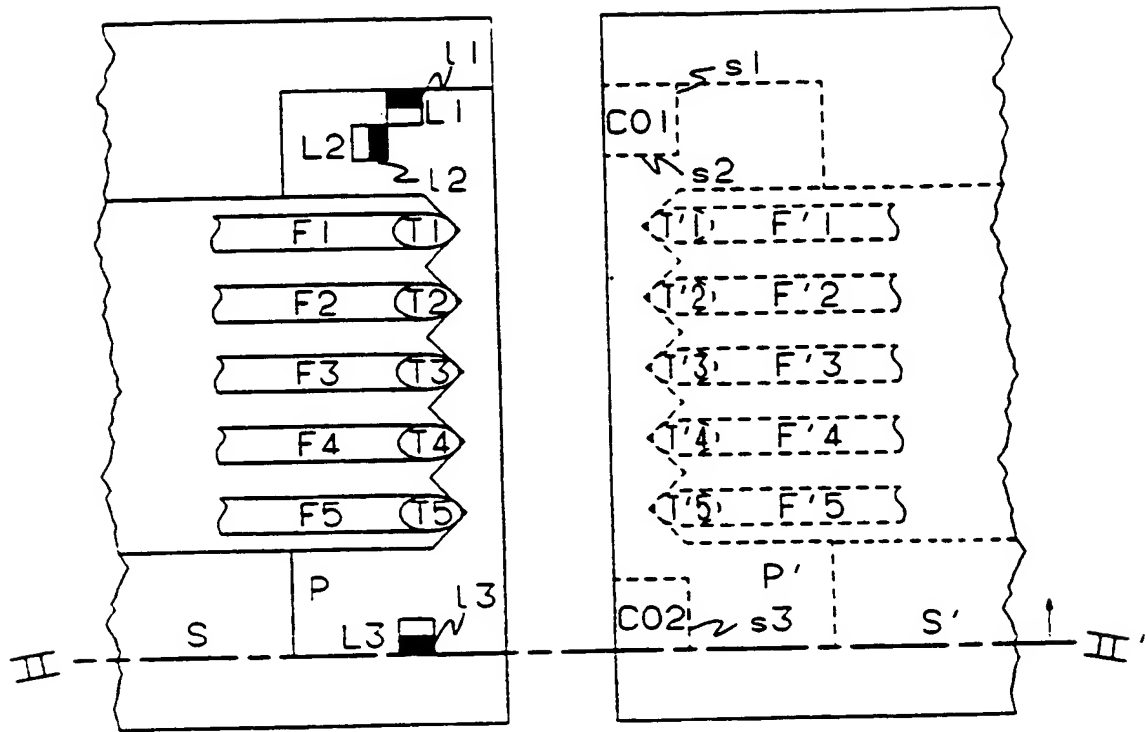 l1 s1
L1 CO1
L2
l2 s2
F1 T1 T'1 F'1
F2 T2 T'2 F'2
F3 T3 T'3 F'3
F4 T4 T'4 F'4
F5 T5 T'5 F'5
P P'
l3
S L3 CO2 s3 S'
II II'